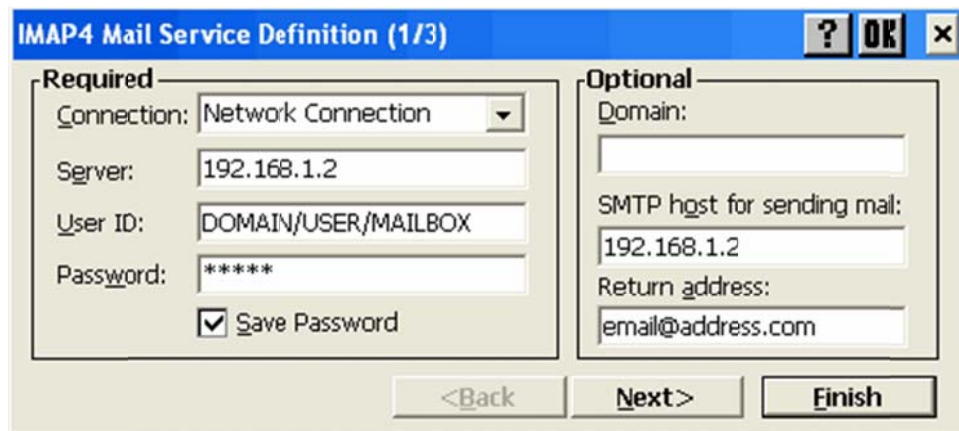 IMAP4 Mail Service Definition (1/3)
? OK ×
Required
Connection: Network Connection
Server: 192.168.1.2
User ID: DOMAIN/USER/MAILBOX
Password: *****
Save Password
Optional
Domain:
SMTP host for sending mail:
192.168.1.2
Return address:
email@address.com
<Back Next> Finish